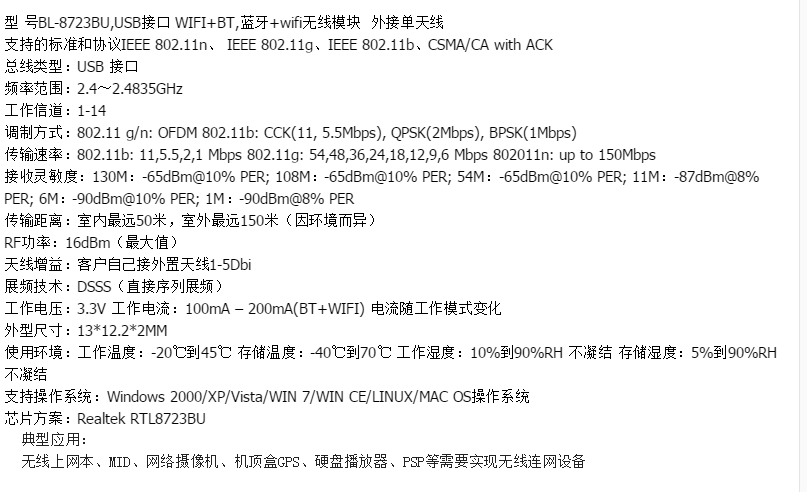 型 号BL-8723BU,USB接口 WIFI+BT,蓝牙+wifi无线模块  外接单天线
支持的标准和协议IEEE 802.11n、 IEEE 802.11g、IEEE 802.11b、CSMA/CA with ACK
总线类型：USB 接口
频率范围：2.4～2.4835GHz
工作信道：1-14
调制方式：802.11 g/n: OFDM 802.11b: CCK(11, 5.5Mbps), QPSK(2Mbps), BPSK(1Mbps)
传输速率：802.11b: 11,5.5,2,1 Mbps 802.11g: 54,48,36,24,18,12,9,6 Mbps 802011n: up to 150Mbps
接收灵敏度：130M：-65dBm@10% PER; 108M：-65dBm@10% PER; 54M：-65dBm@10% PER; 11M：-87dBm@8%
PER; 6M：-90dBm@10% PER; 1M：-90dBm@8% PER
传输距离：室内最远50米，室外最远150米（因环境而异）
RF功率：16dBm（最大值）
天线增益：客户自己接外置天线1-5Dbi
展频技术：DSSS（直接序列展频）
工作电压：3.3V 工作电流：100mA – 200mA(BT+WIFI) 电流随工作模式变化
外型尺寸：13*12.2*2MM
使用环境：工作温度：-20℃到45℃ 存储温度：-40℃到70℃ 工作湿度：10%到90%RH 不凝结 存储湿度：5%到90%RH
不凝结
支持操作系统：Windows 2000/XP/Vista/WIN 7/WIN CE/LINUX/MAC OS操作系统
芯片方案：Realtek RTL8723BU
典型应用：
无线上网本、MID、网络摄像机、机顶盒GPS、硬盘播放器、PSP等需要实现无线连网设备